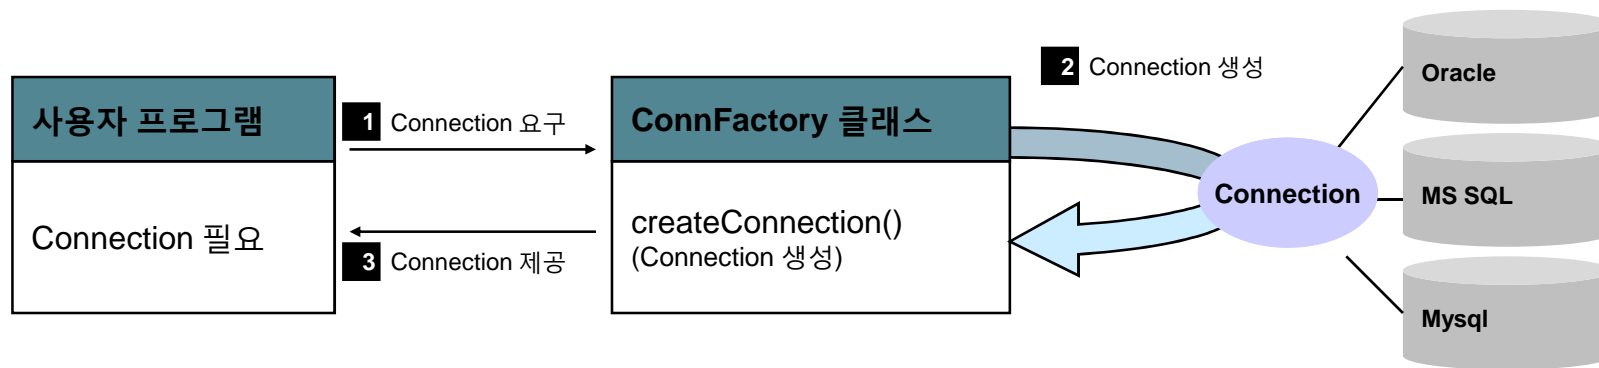 사용자 프로그램
Connection 필요
1 Connection 요구
3 Connection 제공
ConnFactory 클래스
createConnection()
(Connection 생성)
2 Connection 생성
Connection
Oracle
MS SQL
Mysql